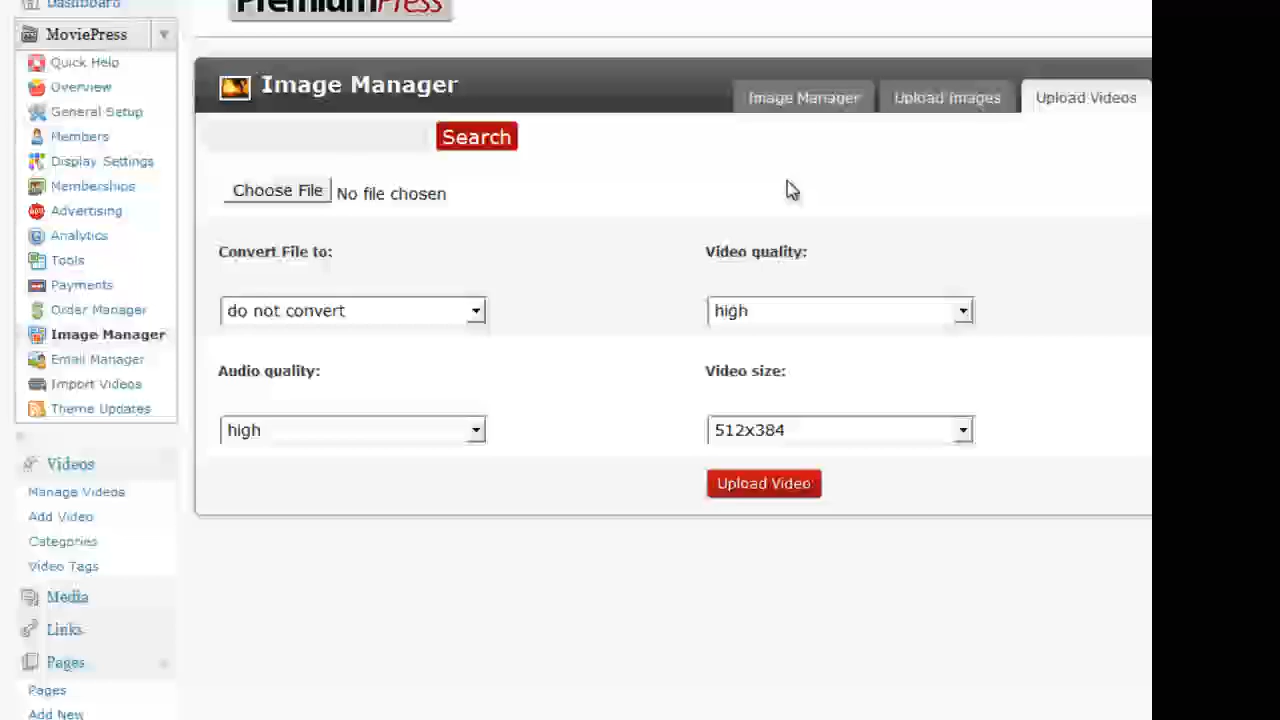 Dashboard
PremiumPress
MoviePress
Quick Help
Overview
General Setup
Members
Display Settings
Memberships
Advertising
Analytics
Tools
Payments
Order Manager
Image Manager
Email Manager
Import Videos
Theme Updates
Videos
Manage Videos
Add Video
Categories
Video Tags
Media
Links
Pages
Pages
Add New
Image Manager
Image Manager Upload Images Upload Videos
Search
Choose File No file chosen
Convert File to: Video quality:
do not convert high
Audio quality: Video size:
high 512x384
Upload Video